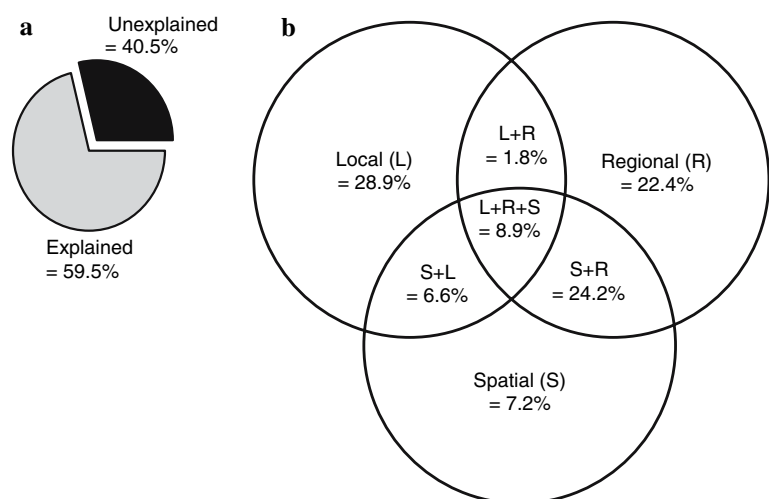 a
Unexplained
= 40.5%
Explained
= 59.5%
b
Local (L)
= 28.9%
L+R
= 1.8%
Regional (R)
= 22.4%
L+R+S
= 8.9%
S+L
= 6.6%
S+R
= 24.2%
Spatial (S)
= 7.2%